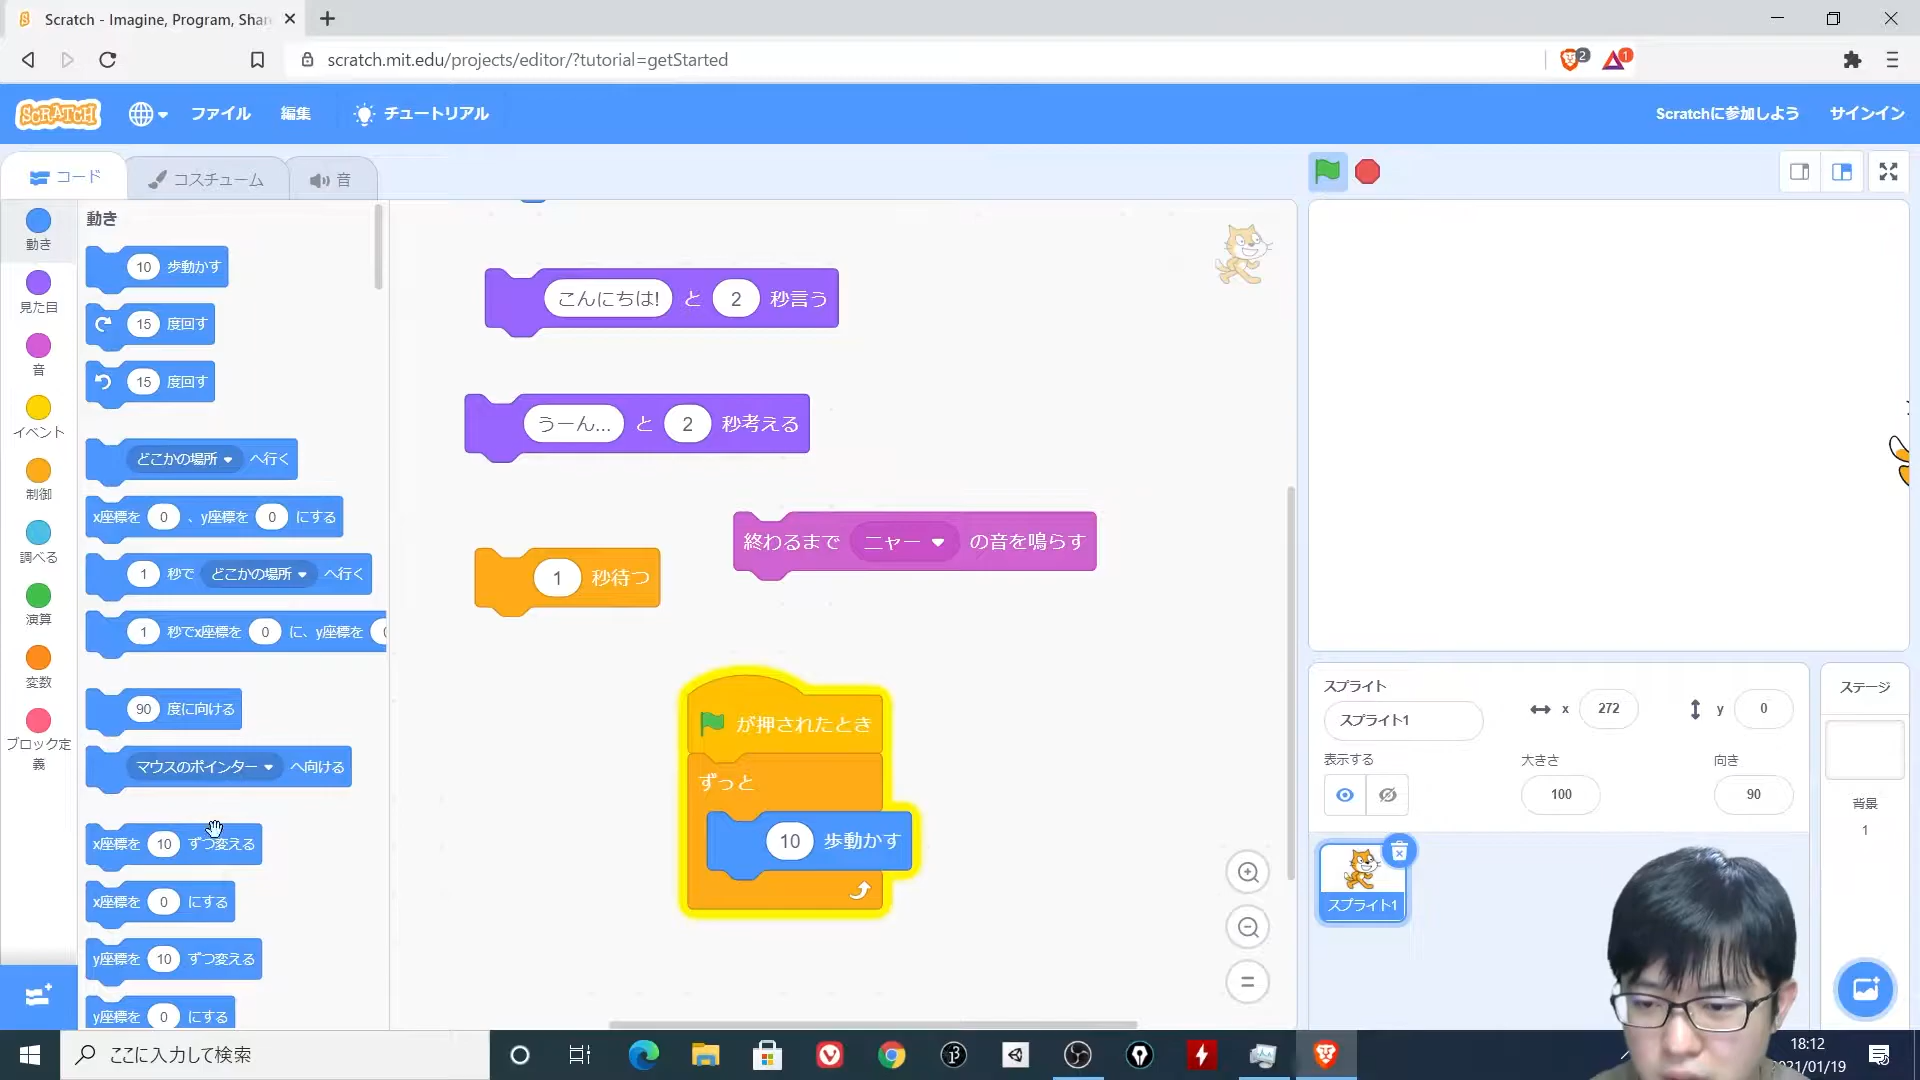 Scratch - Imagine, Program, Shar
scratch.mit.edu/projects/editor/?tutorial=getStarted
2
1
SCRATCH
ファイル
編集
チュートリアル
Scratchに参加しよう
サインイン
コード
コスチューム
音
動き
見た目
音
イベント
制御
調べる
演算
変数
ブロック定
義
動き
10 歩動かす
15 度回す
15 度回す
どこかの場所 へ行く
x座標を 0 、y座標を 0 にする
1 秒で どこかの場所 へ行く
1 秒でx座標を 0 に、y座標を
90 度に向ける
マウスのポインター へ向ける
x座標を 10 ずつ変える
x座標を 0 にする
y座標を 10 ずつ変える
y座標を 0 にする
こんにちは! と 2 秒言う
うーん... と 2 秒考える
終わるまで ニャー の音を鳴らす
1 秒待つ
が押されたとき
ずっと
10 歩動かす
スプライト
スプライト1
x 272
y 0
表示する
大きさ
100
向き
90
スプライト1
ステージ
背景
1
ここに入力して検索
18:12
21/01/19